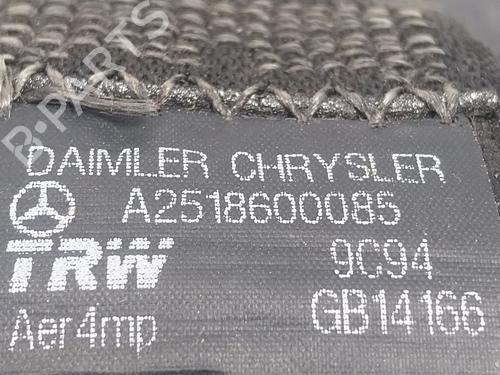 B-PARTS
DAIMLER CHRYSLER
A2518600085
TRW 9C94
Aer4mp GB14166